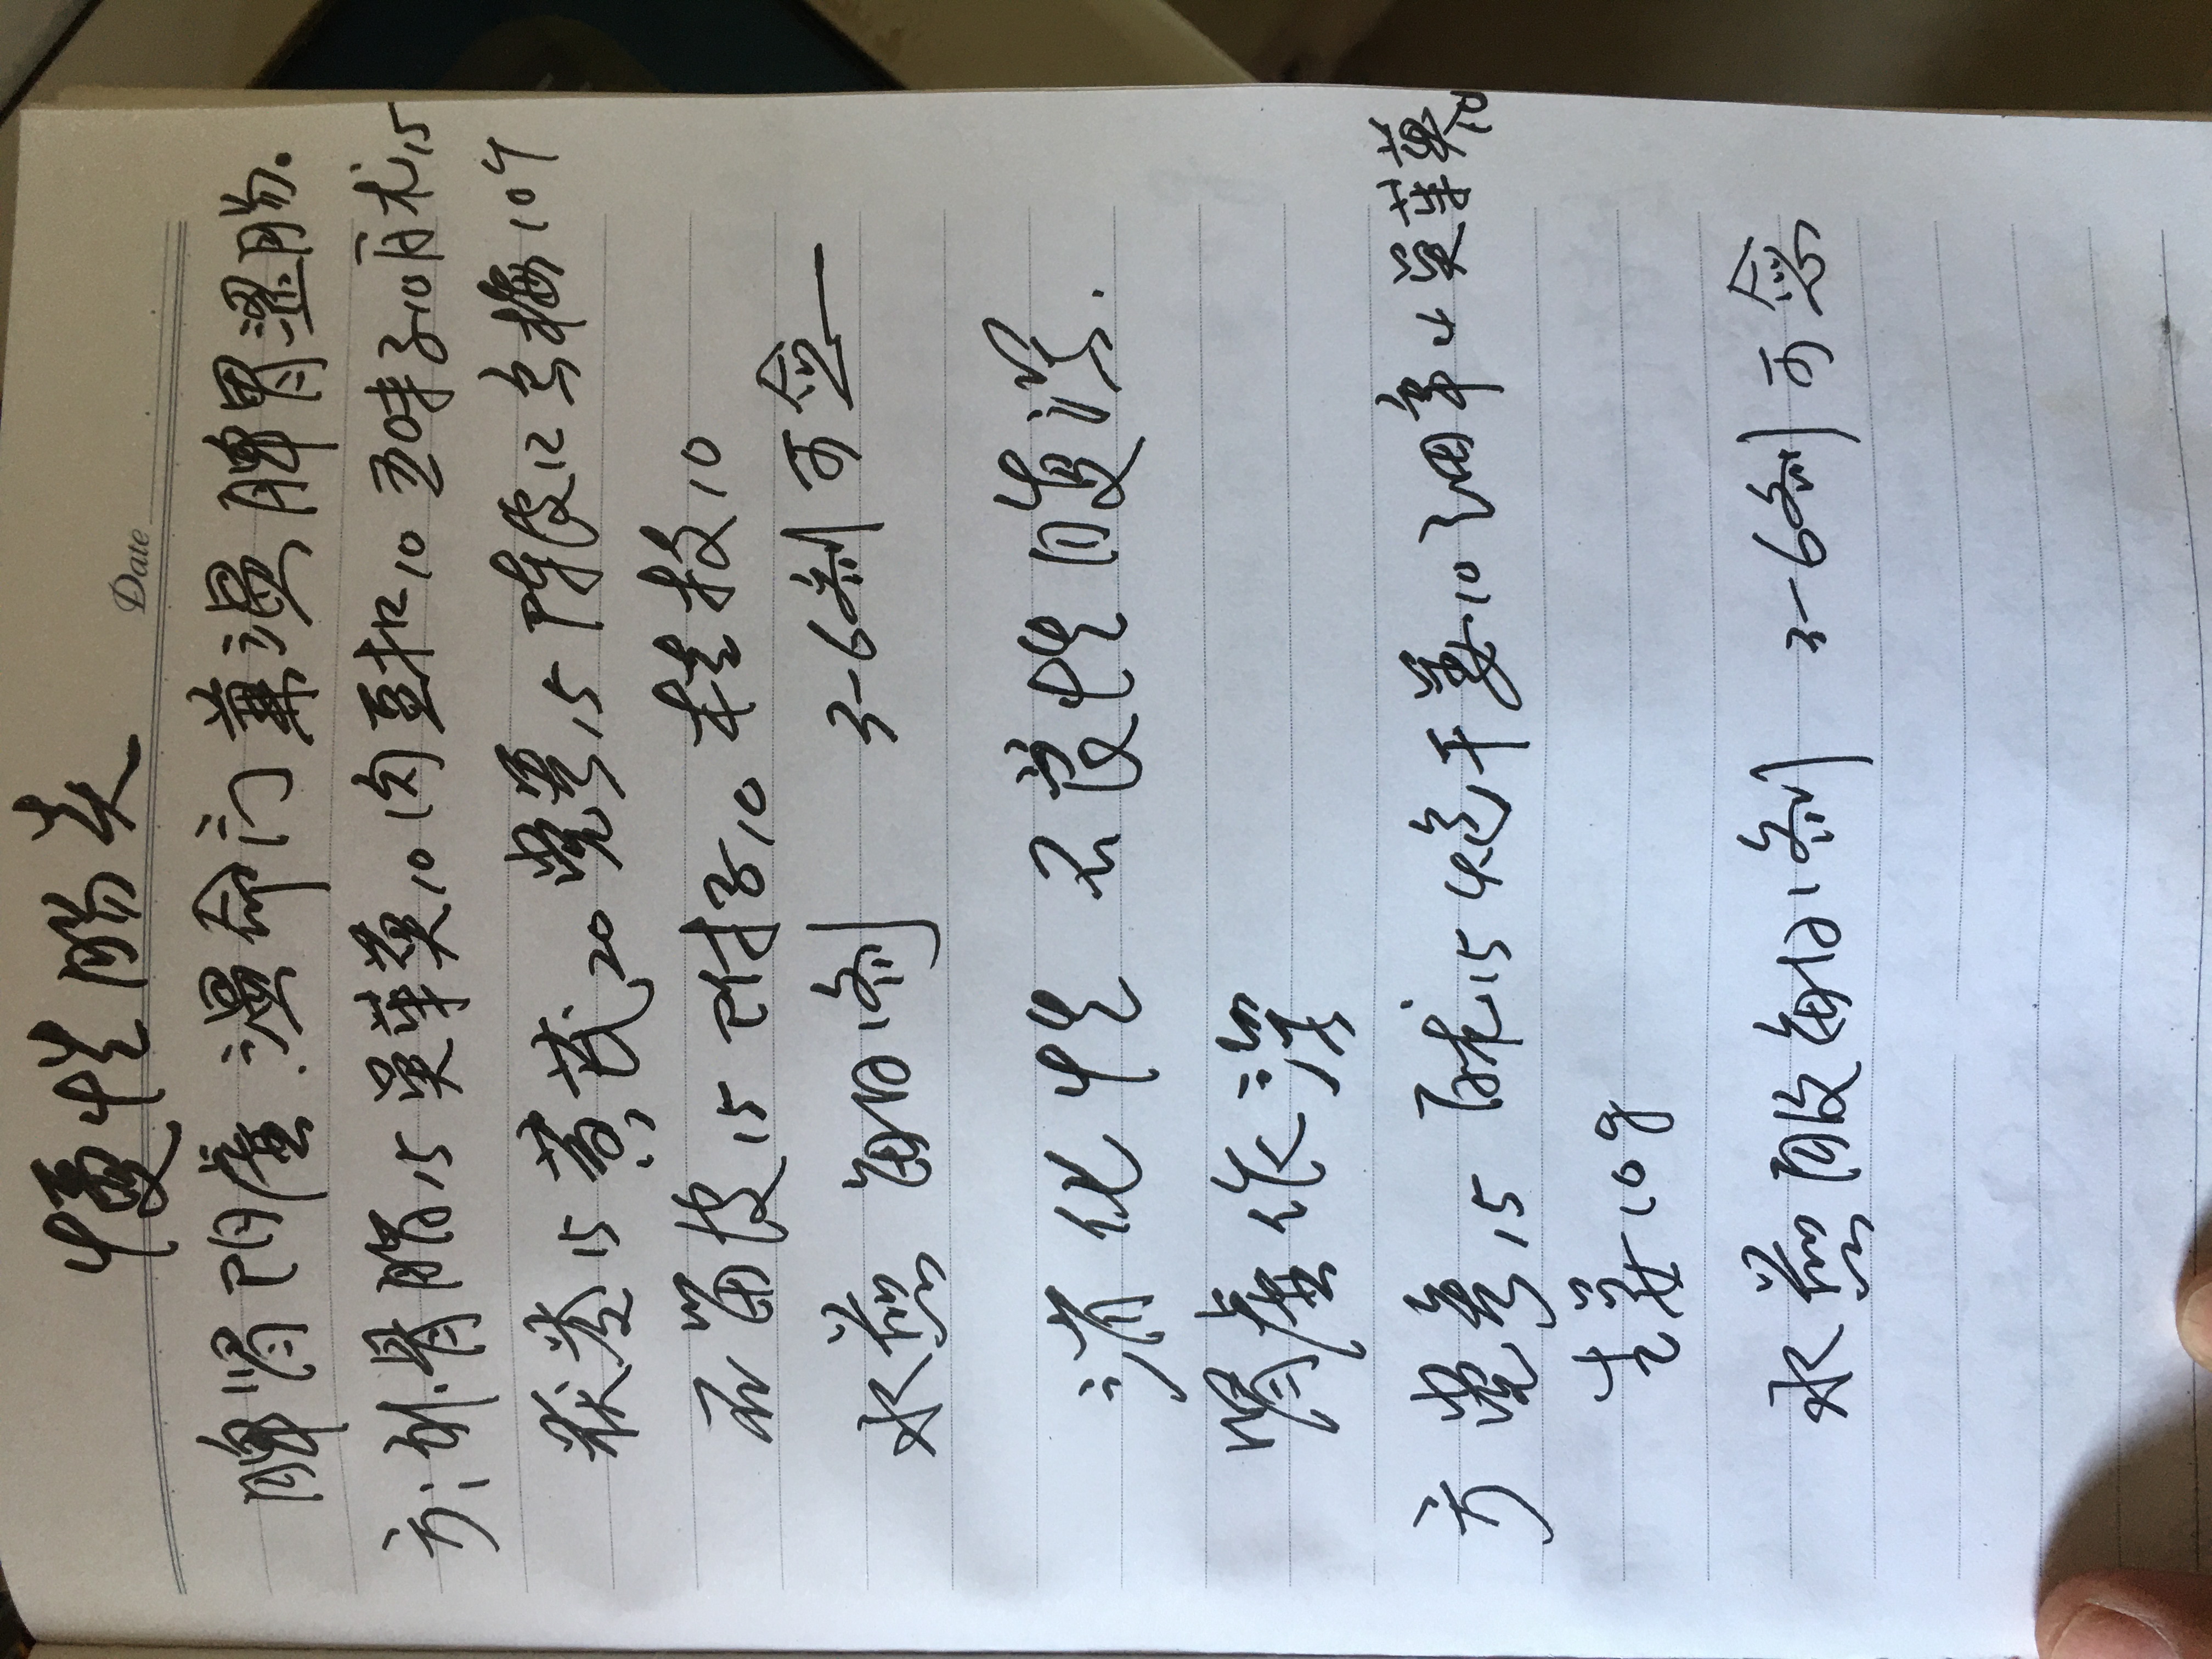 慢性肠炎
Date
脾肾阳虚.温命门兼温脾胃涩肠.
方:补骨脂15吴茱萸10肉豆扣10五味子10白术15
茯苓15黄芪20党参15陈皮12乌梅10个
石留皮15附子10桂枝10
水煎 每日1剂 3-6剂可念
消化性 不良性腹泻.
肾虚作泻
方 党参15 白术15炮干姜10细辛4吴茱萸10
生姜10g
水煎服每日1剂 3-6剂可念